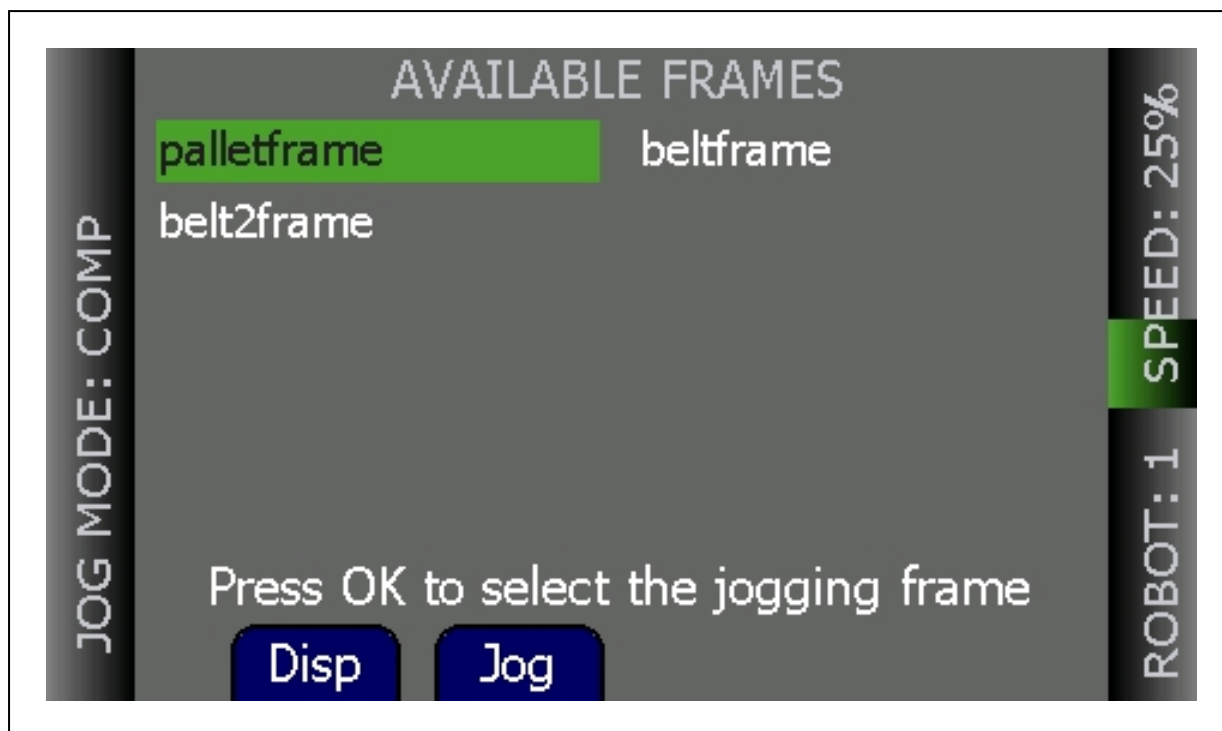 AVAILABLE FRAMES
palletframe beltframe
belt2frame
Press OK to select the jogging frame
Disp Jog
JOG MODE: COMP
SPEED: 25%
ROBOT: 1